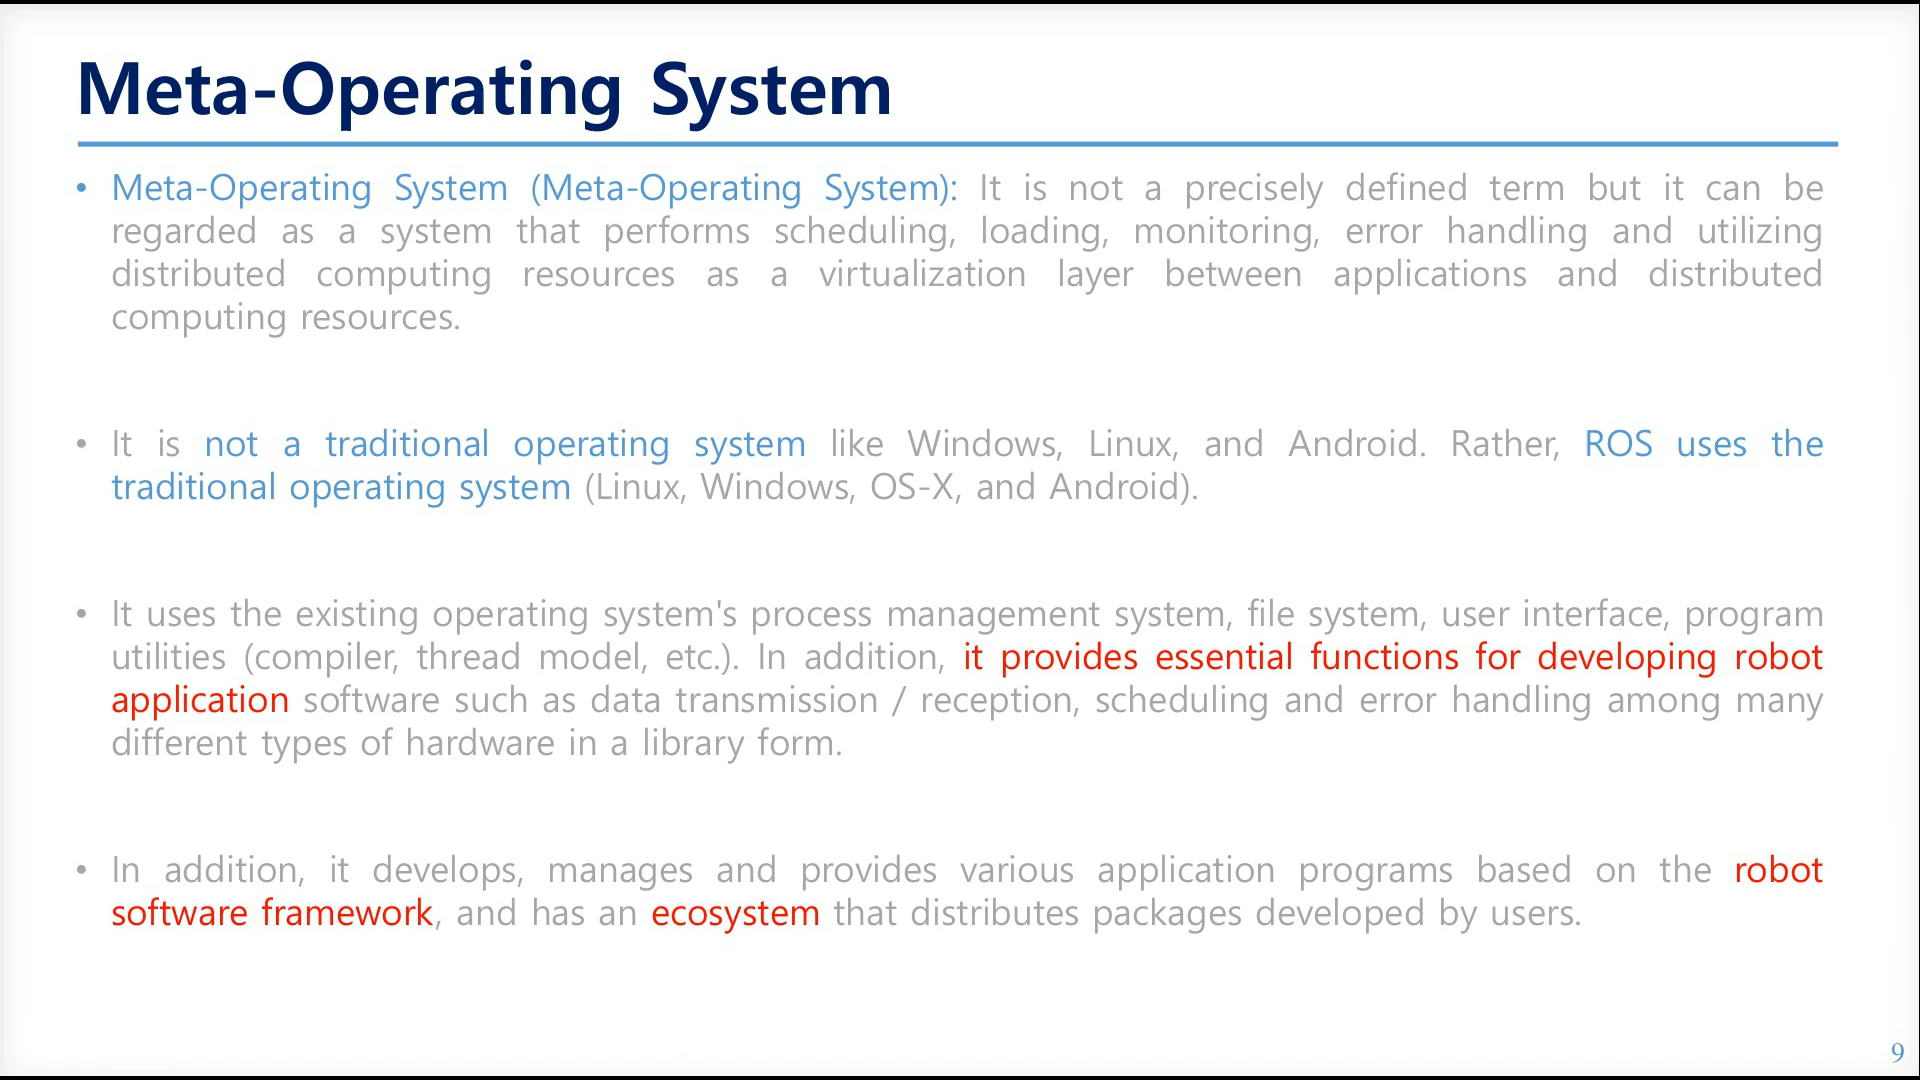 Meta-Operating System
• Meta-Operating System (Meta-Operating System): It is not a precisely defined term but it can be
regarded as a system that performs scheduling, loading, monitoring, error handling and utilizing
distributed computing resources as a virtualization layer between applications and distributed
computing resources.
• It is not a traditional operating system like Windows, Linux, and Android. Rather, ROS uses the
traditional operating system (Linux, Windows, OS-X, and Android).
• It uses the existing operating system's process management system, file system, user interface, program
utilities (compiler, thread model, etc.). In addition, it provides essential functions for developing robot
application software such as data transmission / reception, scheduling and error handling among many
different types of hardware in a library form.
• In addition, it develops, manages and provides various application programs based on the robot
software framework, and has an ecosystem that distributes packages developed by users.
9